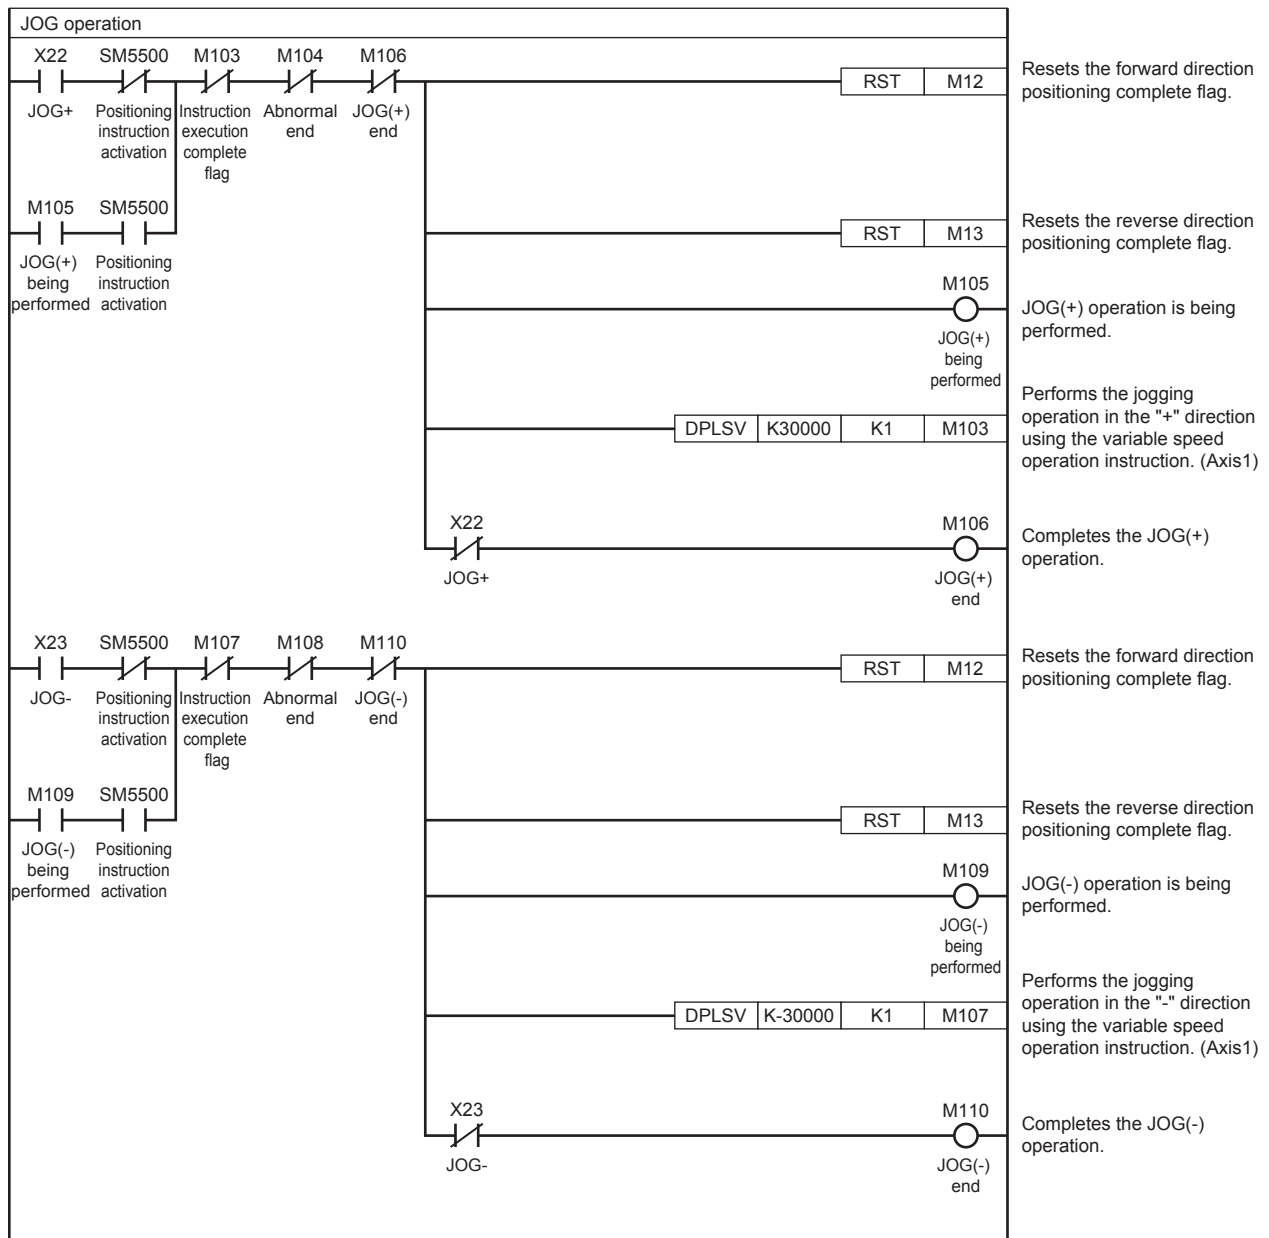 JOG operation
X22 SM5500 M103 M104 M106
RST M12
Resets the forward direction
positioning complete flag.
JOG+ Positioning Instruction Abnormal JOG(+)
instruction execution end end
activation complete
flag
M105 SM5500
RST M13
Resets the reverse direction
positioning complete flag.
JOG(+) Positioning
being instruction
performed activation
M105
JOG(+) operation is being
performed.
JOG(+)
being
performed
Performs the jogging
operation in the "+" direction
using the variable speed
operation instruction. (Axis1)
DPLSV K30000 K1 M103
X22 M106
Completes the JOG(+)
operation.
JOG+ JOG(+)
end
X23 SM5500 M107 M108 M110
RST M12
Resets the forward direction
positioning complete flag.
JOG- Positioning Instruction Abnormal JOG(-)
instruction execution end end
activation complete
flag
M109 SM5500
RST M13
Resets the reverse direction
positioning complete flag.
JOG(-) Positioning
being instruction
performed activation
M109
JOG(-) operation is being
performed.
JOG(-)
being
performed
Performs the jogging
operation in the "-" direction
using the variable speed
operation instruction. (Axis1)
DPLSV K-30000 K1 M107
X23 M110
Completes the JOG(-)
operation.
JOG- JOG(-)
end